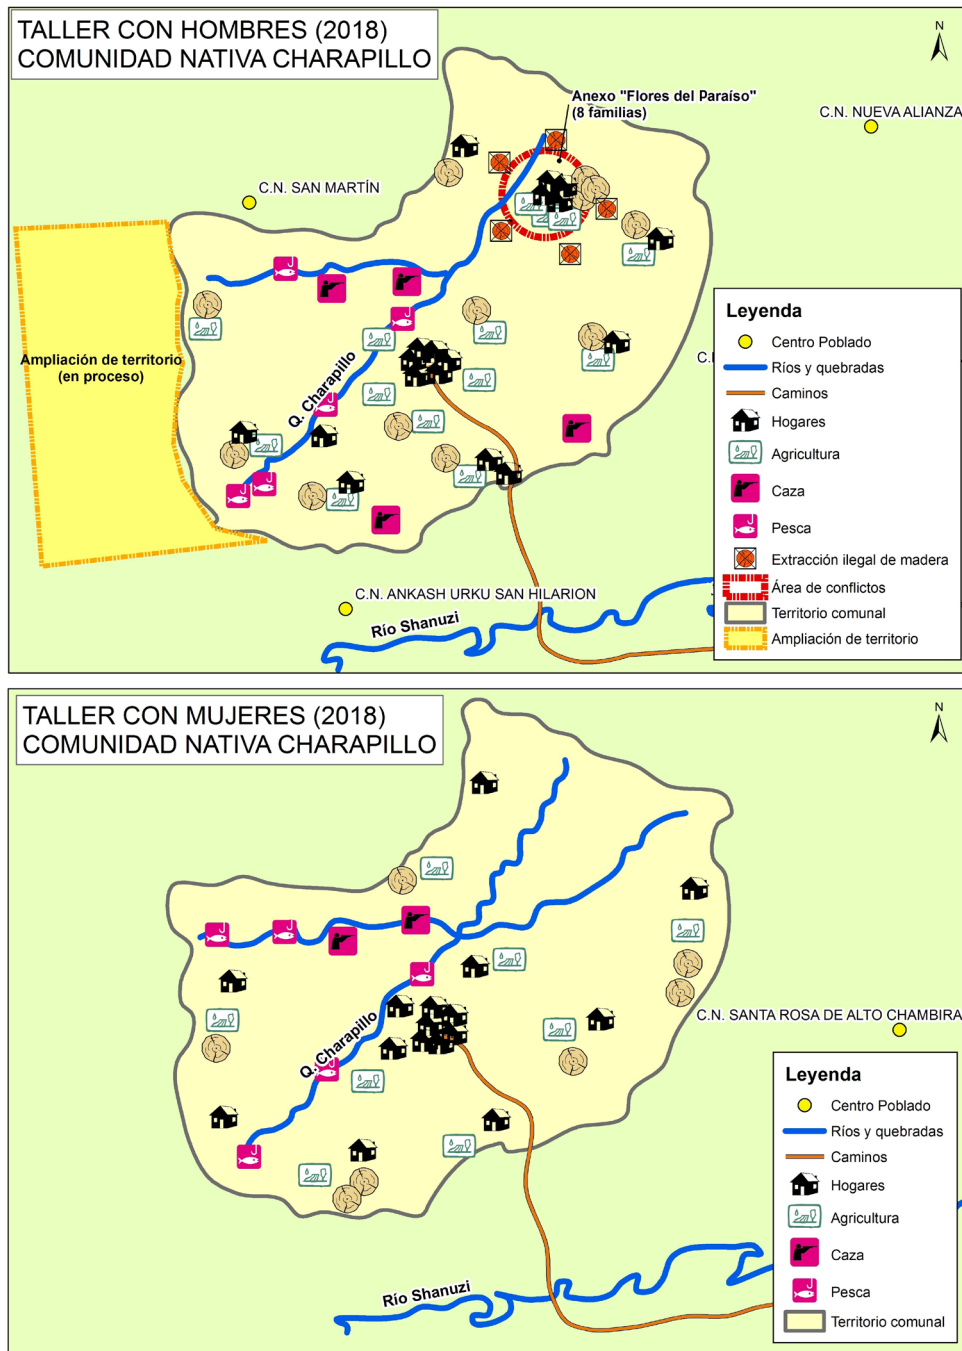 TALLER CON HOMBRES (2018)
COMUNIDAD NATIVA CHARAPILLO
N
Anexo "Flores del Paraíso"
(8 familias)
C.N. NUEVA ALIANZA
C.N. SAN MARTÍN
Ampliación de territorio
(en proceso)
Q. Charapillo
C.N. ANKASH URKU SAN HILARION
Río Shanuzi
Leyenda
Centro Poblado
Ríos y quebradas
Caminos
Hogares
Agricultura
Caza
Pesca
Extracción ilegal de madera
Área de conflictos
Territorio comunal
Ampliación de territorio
TALLER CON MUJERES (2018)
COMUNIDAD NATIVA CHARAPILLO
N
Q. Charapillo
C.N. SANTA ROSA DE ALTO CHAMBIRA
Río Shanuzi
Leyenda
Centro Poblado
Ríos y quebradas
Caminos
Hogares
Agricultura
Caza
Pesca
Territorio comunal